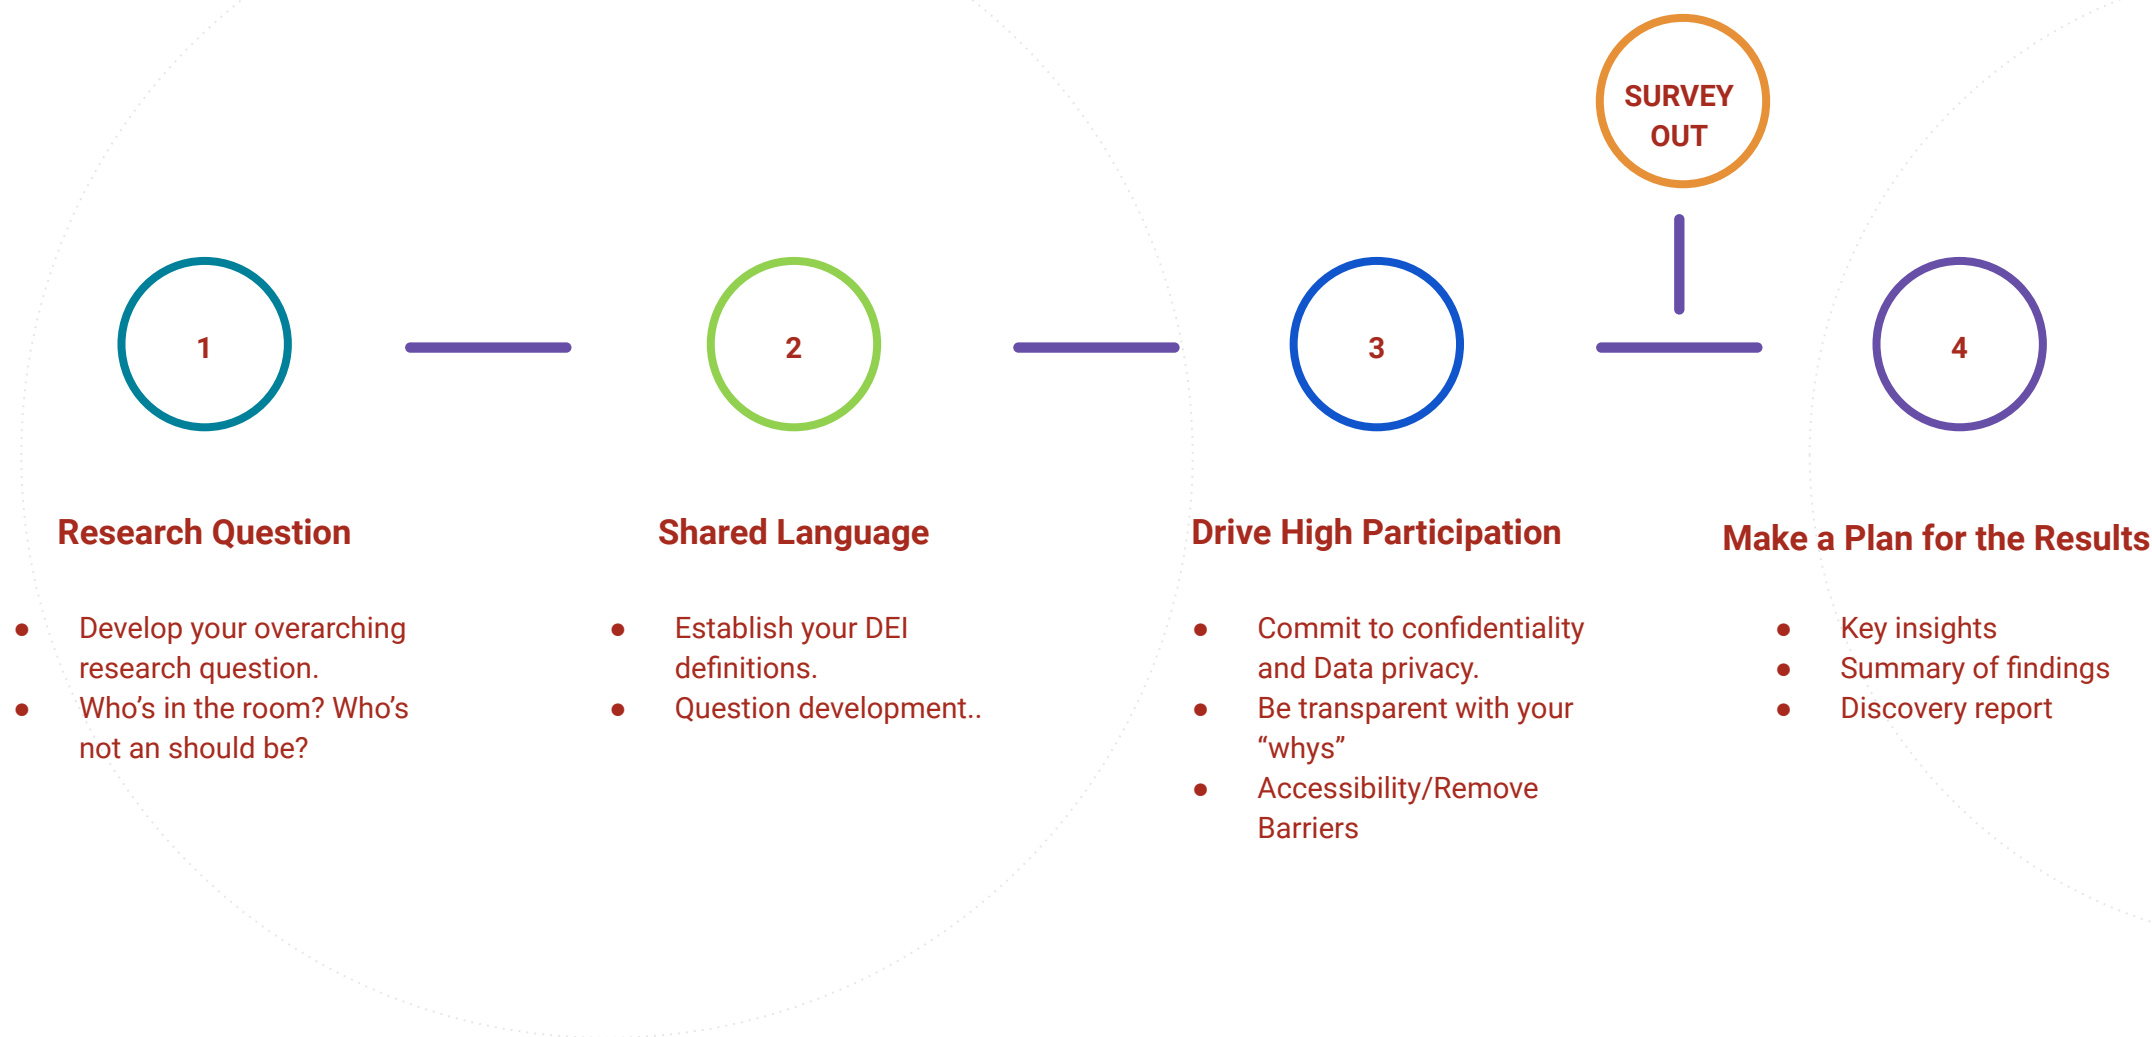 SURVEY
OUT
1
2
3
4
Research Question
● Develop your overarching
research question.
● Who’s in the room? Who’s
not an should be?
Shared Language
● Establish your DEI
definitions.
● Question development..
Drive High Participation
● Commit to confidentiality
and Data privacy.
● Be transparent with your
“whys”
● Accessibility/Remove
Barriers
Make a Plan for the Results
● Key insights
● Summary of findings
● Discovery report